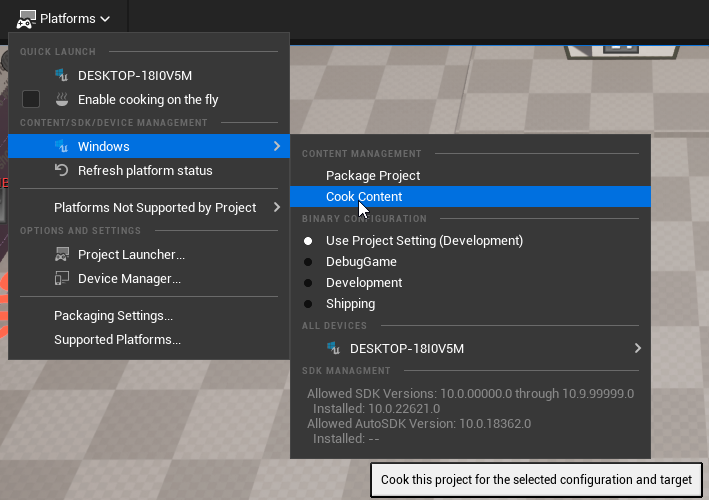 Platforms
QUICK LAUNCH
DESKTOP-18I0V5M
Enable cooking on the fly
CONTENT/SDK/DEVICE MANAGEMENT
Windows
Refresh platform status
Platforms Not Supported by Project
OPTIONS AND SETTINGS
Project Launcher...
Device Manager...
Packaging Settings...
Supported Platforms...
CONTENT MANAGEMENT
Package Project
Cook Content
BINARY CONFIGURATION
Use Project Setting (Development)
DebugGame
Development
Shipping
ALL DEVICES
DESKTOP-18I0V5M
SDK MANAGMENT
Allowed SDK Versions: 10.0.00000.0 through 10.9.99999.0
Installed: 10.0.22621.0
Allowed AutoSDK Version: 10.0.18362.0
Installed: --
Cook this project for the selected configuration and target